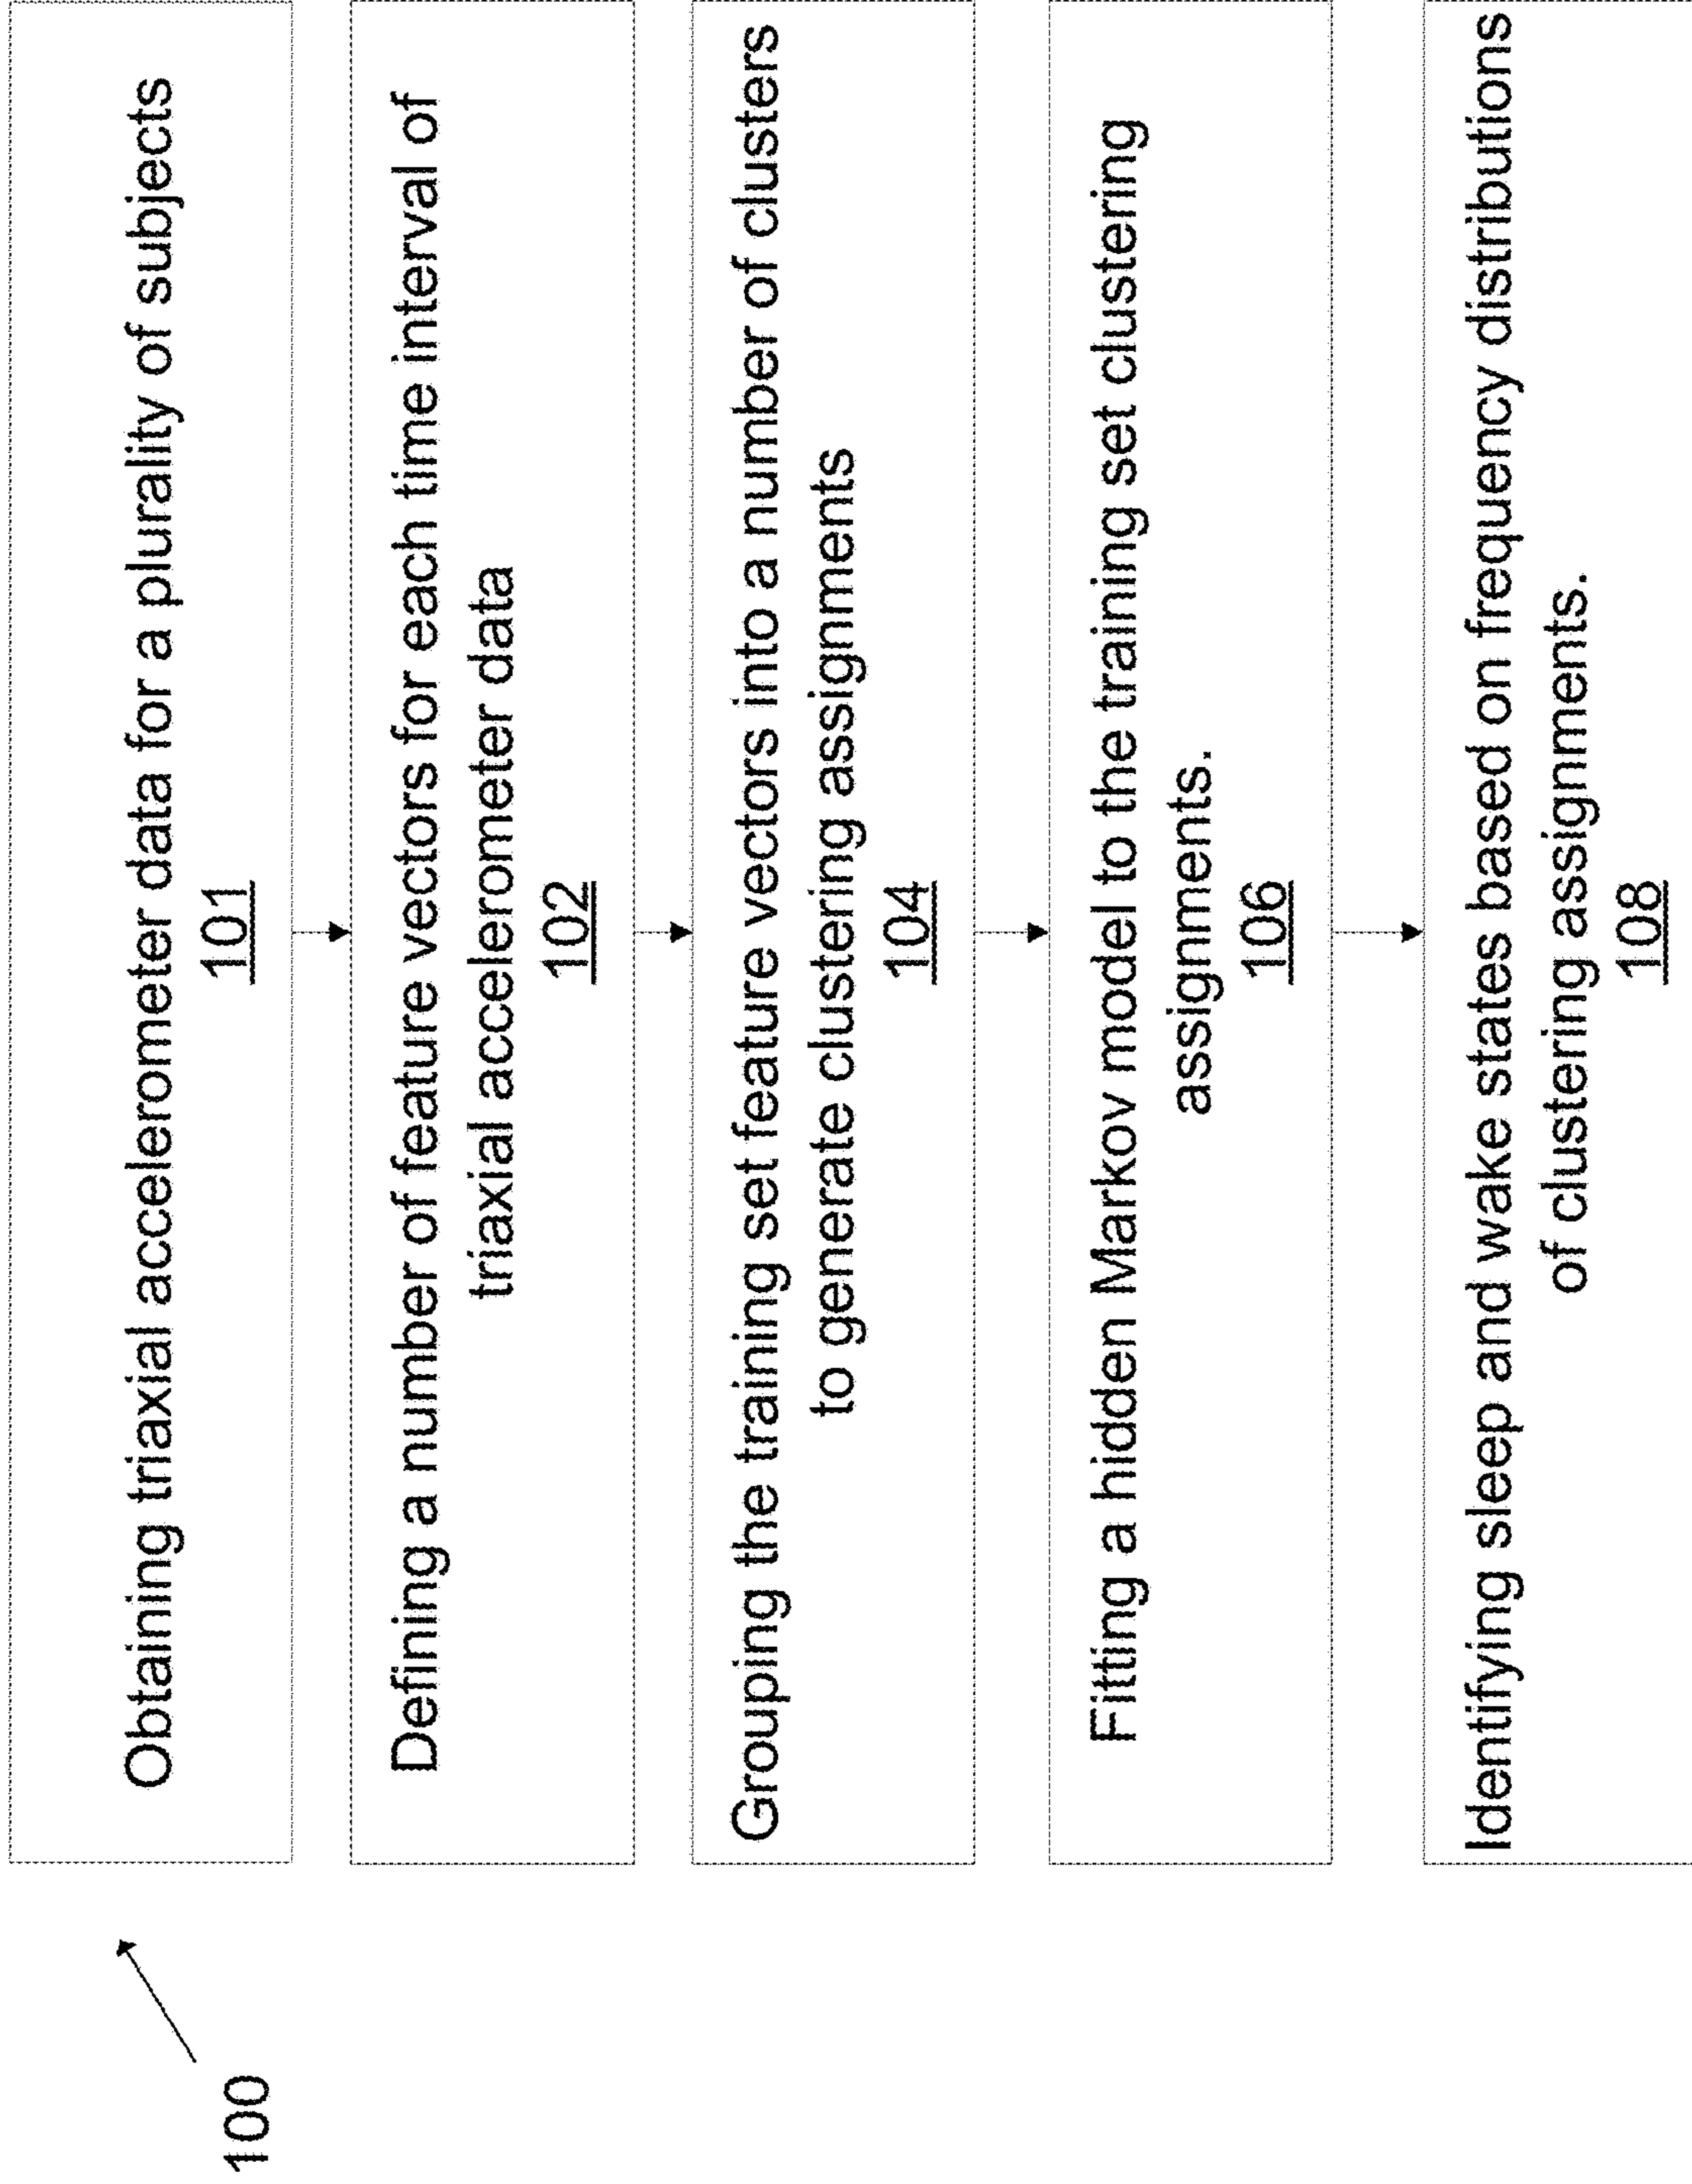 100
Obtaining triaxial accelerometer data for a plurality of subjects
101
Defining a number of feature vectors for each time interval of
triaxial accelerometer data
102
Grouping the training set feature vectors into a number of clusters
to generate clustering assignments
104
Fitting a hidden Markov model to the training set clustering
assignments.
106
Identifying sleep and wake states based on frequency distributions
of clustering assignments.
108